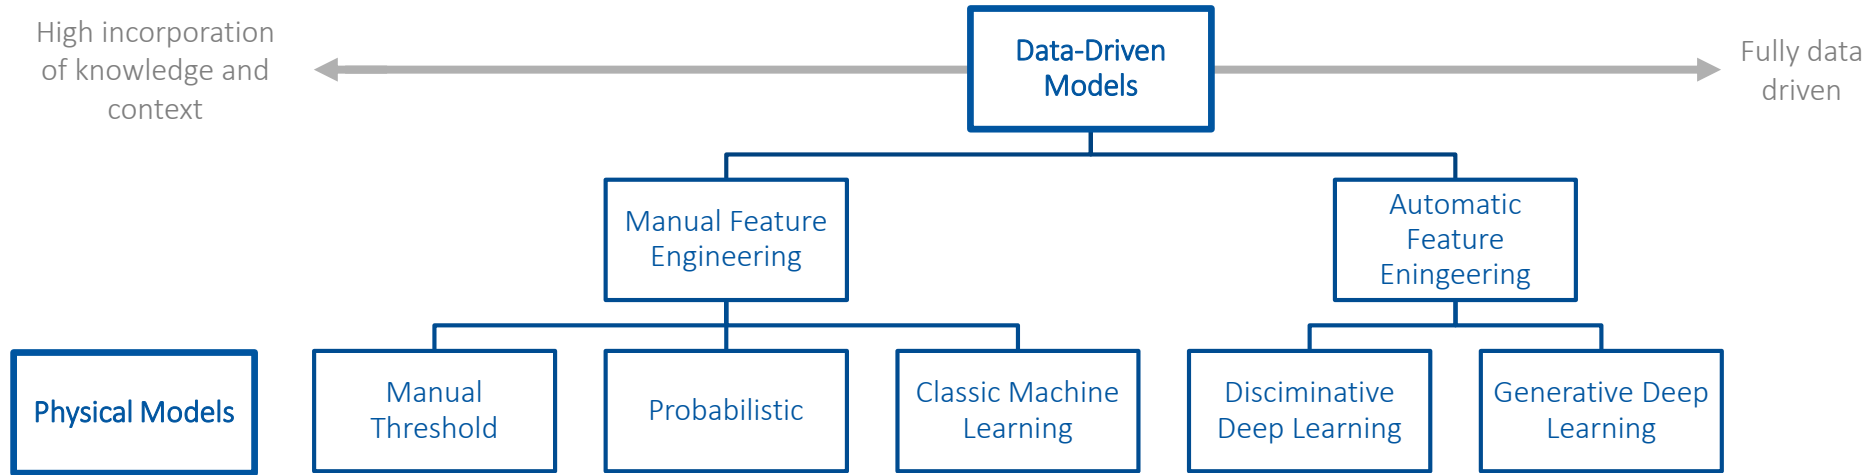 High incorporation
of knowledge and
context
Data-Driven
Models
Fully data
driven
Manual Feature
Engineering
Automatic
Feature
Eningeering
Physical Models
Manual
Threshold
Probabilistic
Classic Machine
Learning
Disciminative
Deep Learning
Generative Deep
Learning